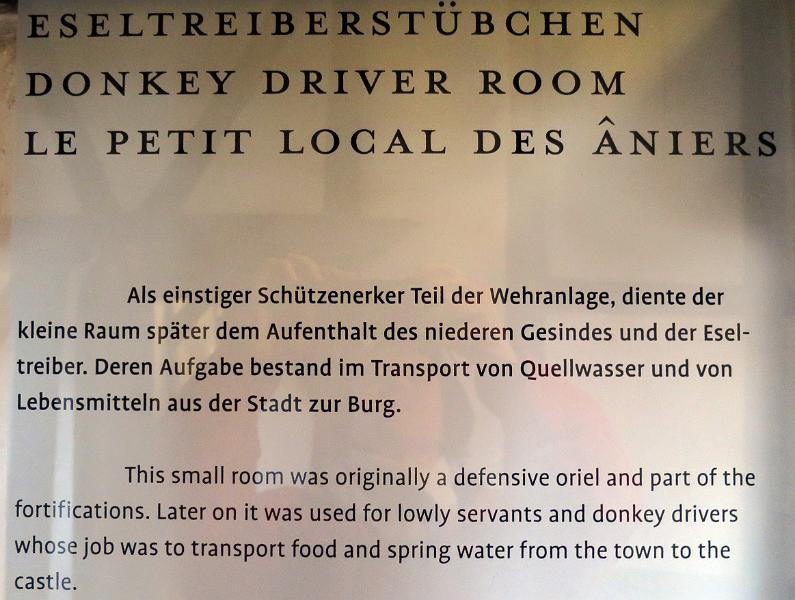 ESELTREIBERSTÜBCHEN
DONKEY DRIVER ROOM
LE PETIT LOCAL DES ÂNIERS
Als einstiger Schützenerker Teil der Wehranlage, diente der
kleine Raum später dem Aufenthalt des niederen Gesindes und der Esel-
treiber. Deren Aufgabe bestand im Transport von Quellwasser und von
Lebensmitteln aus der Stadt zur Burg.
This small room was originally a defensive oriel and part of the
fortifications. Later on it was used for lowly servants and donkey drivers
whose job was to transport food and spring water from the town to the
castle.